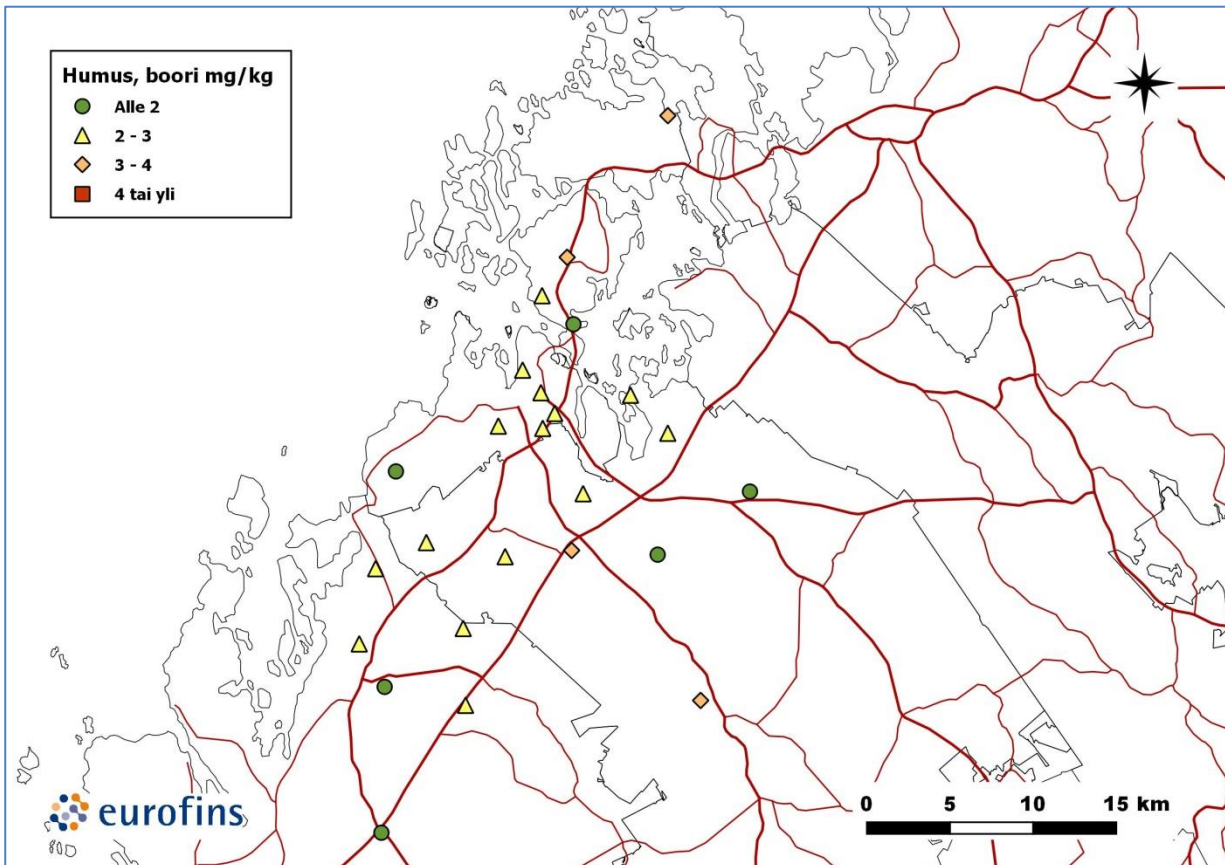 Humus, boori mg/kg
Alle 2
2 - 3
3 - 4
4 tai yli
eurofins
0 5 10 15 km